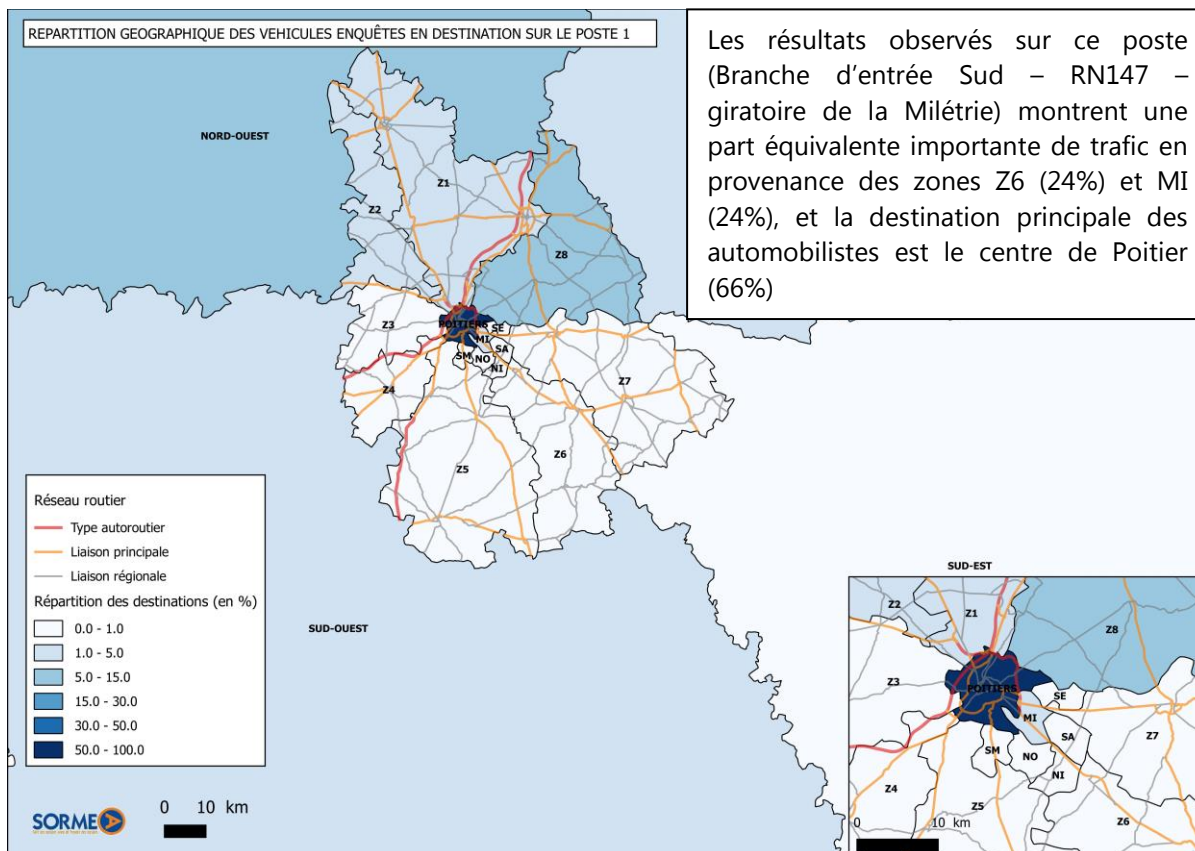 REPARTITION GEOGRAPHIQUE DES VEHICULES ENQUÊTES EN DESTINATION SUR LE POSTE 1
Les résultats observés sur ce poste
(Branche d'entrée Sud – RN147 –
giratoire de la Milétrie) montrent une
part équivalente importante de trafic en
provenance des zones Z6 (24%) et MI
(24%), et la destination principale des
automobilistes est le centre de Poitier
(66%)
NORD-OUEST
Z1
Z2
Z8
Z3
POITIERS
SE
MI
SA
SM
NO
NI
Z4
Z7
Z5
Z6
SUD-OUEST
SUD-EST
Réseau routier
Type autoroutier
Liaison principale
Liaison régionale
Répartition des destinations (en %)
0.0 - 1.0
1.0 - 5.0
5.0 - 15.0
15.0 - 30.0
30.0 - 50.0
50.0 - 100.0
SORME
0 10 km
Z2
Z1
Z8
Z3
POITIERS
SE
MI
SA
Z7
SM
NO
NI
Z4
Z5
Z6
0 10 km